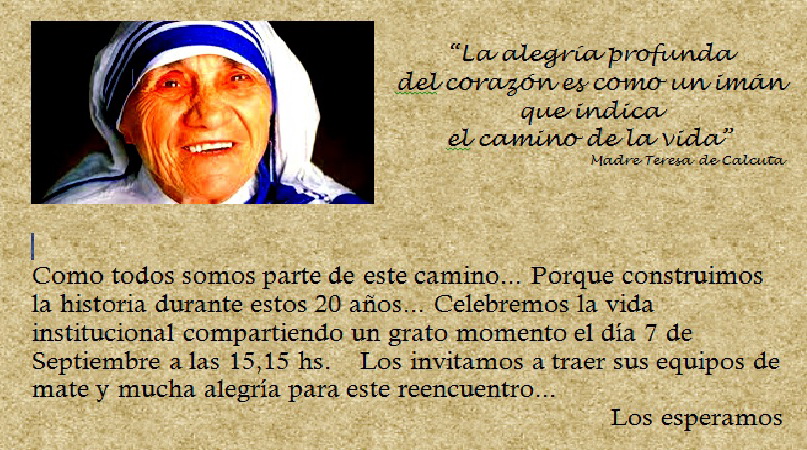 “La alegría profunda
del corazón es como un imán
que indica
el camino de la vida”
Madre Teresa de Calcuta
Como todos somos parte de este camino... Porque construimos
la historia durante estos 20 años... Celebremos la vida
institucional compartiendo un grato momento el día 7 de
Septiembre a las 15,15 hs. Los invitamos a traer sus equipos de
mate y mucha alegría para este reencuentro...
Los esperamos